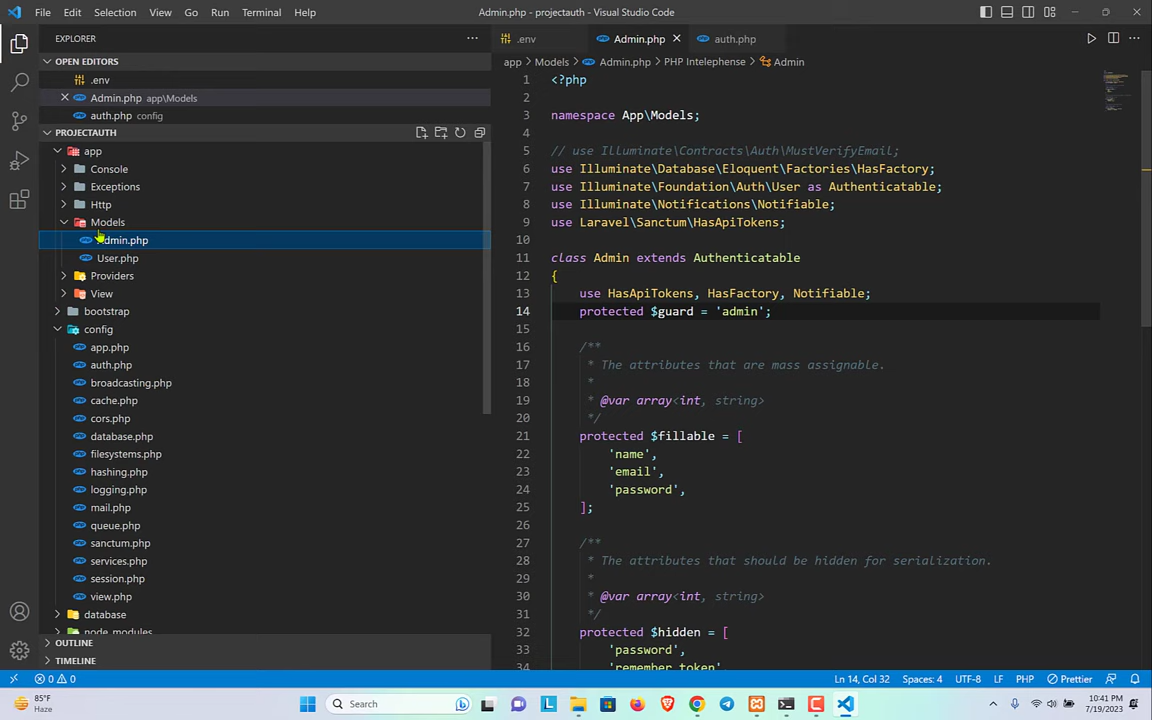 File Edit Selection View Go Run Terminal Help
Admin.php - projectauth - Visual Studio Code
EXPLORER
OPEN EDITORS
.env
Admin.php app\Models
auth.php config
PROJECTAUTH
app
Console
Exceptions
Http
Models
Admin.php
User.php
Providers
View
bootstrap
config
app.php
auth.php
broadcasting.php
cache.php
cors.php
database.php
filesystems.php
hashing.php
logging.php
mail.php
queue.php
sanctum.php
services.php
session.php
view.php
database
node_modules
OUTLINE
TIMELINE
.env
Admin.php
auth.php
app > Models > Admin.php > PHP Intelephense > Admin
1 <?php
2
3 namespace App\Models;
4
5 // use Illuminate\Contracts\Auth\MustVerifyEmail;
6 use Illuminate\Database\Eloquent\Factories\HasFactory;
7 use Illuminate\Foundation\Auth\User as Authenticatable;
8 use Illuminate\Notifications\Notifiable;
9 use Laravel\Sanctum\HasApiTokens;
10
11 class Admin extends Authenticatable
12 {
13 use HasApiTokens, HasFactory, Notifiable;
14 protected $guard = 'admin';
15
16 /**
17 * The attributes that are mass assignable.
18 *
19 * @var array<int, string>
20 */
21 protected $fillable = [
22 'name',
23 'email',
24 'password',
25 ];
26
27 /**
28 * The attributes that should be hidden for serialization.
29 *
30 * @var array<int, string>
31 */
32 protected $hidden = [
33 'password',
34 'remember_token'
0 0
Ln 14, Col 32 Spaces: 4 UTF-8 LF PHP Prettier
85°F
Haze
Search
10:41 PM
7/19/2023